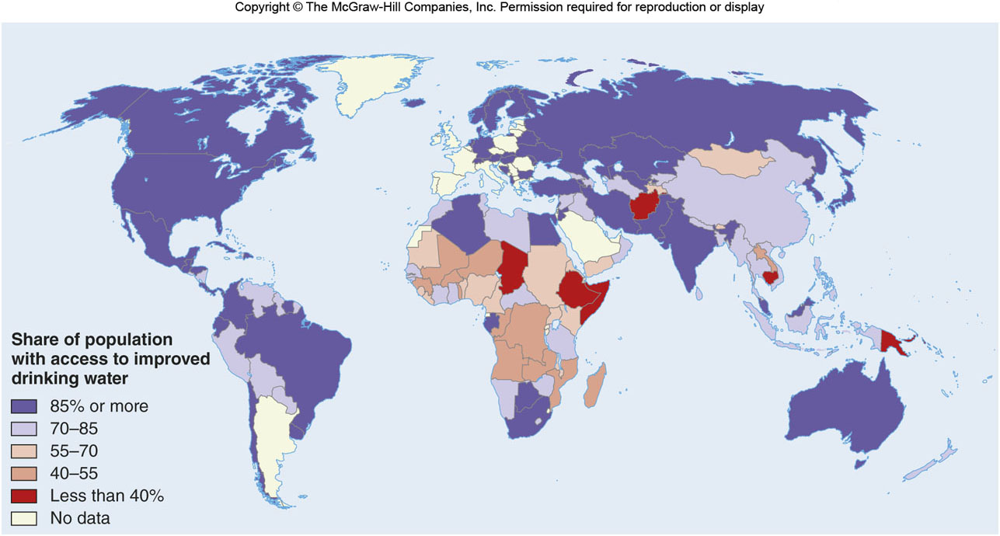 Copyright © The McGraw-Hill Companies, Inc. Permission required for reproduction or display
Share of population
with access to improved
drinking water
85% or more
70–85
55–70
40–55
Less than 40%
No data